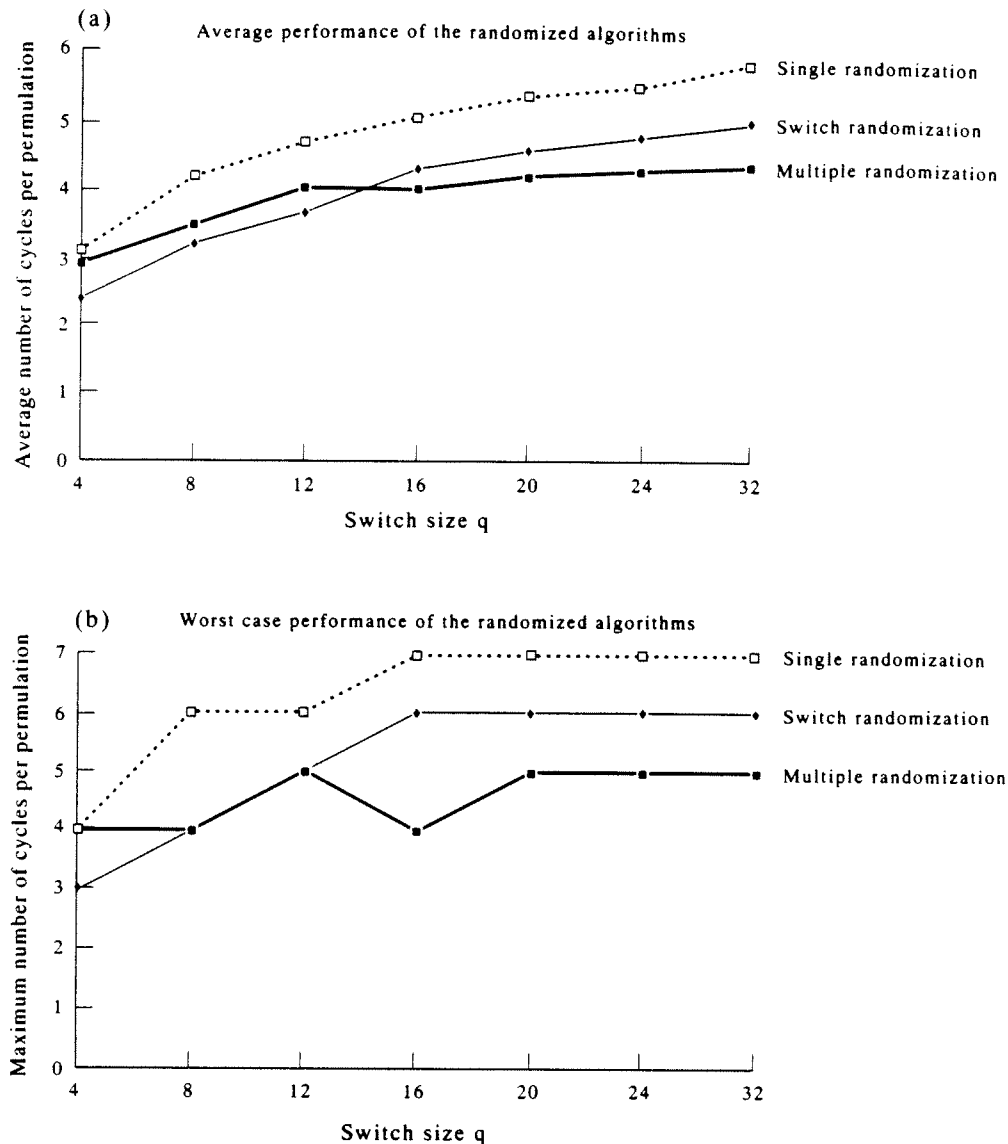 (a)
Average performance of the randomized algorithms
Average number of cycles per permulation
6
5
4
3
2
1
0
4 8 12 16 20 24 32
Switch size q
Single randomization
Switch randomization
Multiple randomization
(b)
Worst case performance of the randomized algorithms
Maximum number of cycles per permulation
7
6
5
4
3
2
1
0
4 8 12 16 20 24 32
Switch size q
Single randomization
Switch randomization
Multiple randomization